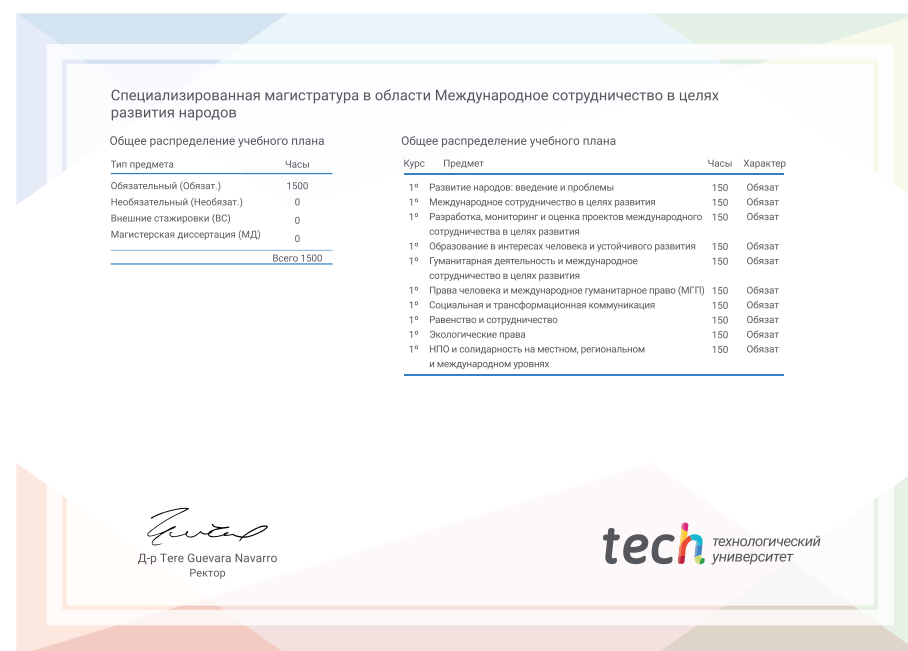 Специализированная магистратура в области Международное сотрудничество в целях
развития народов
Общее распределение учебного плана
Тип предмета Часы
Обязательный (Обязат.) 1500
Необязательный (Необязат.) 0
Внешние стажировки (ВС) 0
Магистерская диссертация (МД) 0
Всего 1500
Общее распределение учебного плана
Курс Предмет Часы Характер
1º Развитие народов: введение и проблемы 150 Обязат
1º Международное сотрудничество в целях развития 150 Обязат
1º Разработка, мониторинг и оценка проектов международного 150 Обязат
сотрудничества в целях развития
1º Образование в интересах человека и устойчивого развития 150 Обязат
1º Гуманитарная деятельность и международное 150 Обязат
сотрудничество в целях развития
1º Права человека и международное гуманитарное право (МГП) 150 Обязат
1º Социальная и трансформационная коммуникация 150 Обязат
1º Равенство и сотрудничество 150 Обязат
1º Экологические права 150 Обязат
1º НПО и солидарность на местном, региональном 150 Обязат
и международном уровнях
Д-р Tere Guevara Navarro
Ректор
tech технологический
университет